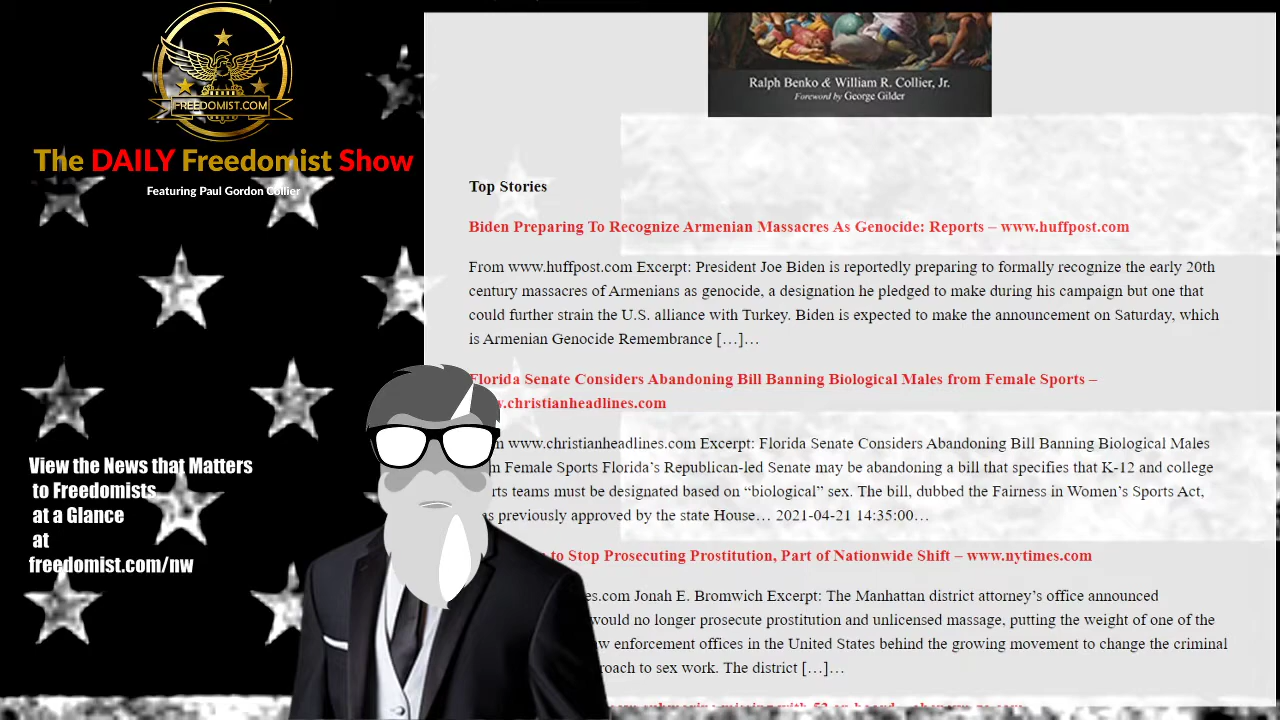 FREEDOMIST.COM
The DAILY Freedomist Show
Featuring Paul Gordon Collier
View the News that Matters
to Freedomists
at a Glance
at
freedomist.com/nw
Ralph Benko & William R. Collier, Jr.
Foreword by George Gilder
Top Stories
Biden Preparing To Recognize Armenian Massacres As Genocide: Reports – www.huffpost.com
From www.huffpost.com Excerpt: President Joe Biden is reportedly preparing to formally recognize the early 20th
century massacres of Armenians as genocide, a designation he pledged to make during his campaign but one that
could further strain the U.S. alliance with Turkey. Biden is expected to make the announcement on Saturday, which
is Armenian Genocide Remembrance […]…
Florida Senate Considers Abandoning Bill Banning Biological Males from Female Sports –
.christianheadlines.com
www.christianheadlines.com Excerpt: Florida Senate Considers Abandoning Bill Banning Biological Males
Female Sports Florida’s Republican-led Senate may be abandoning a bill that specifies that K-12 and college
teams must be designated based on “biological” sex. The bill, dubbed the Fairness in Women’s Sports Act,
previously approved by the state House… 2021-04-21 14:35:00…
to Stop Prosecuting Prostitution, Part of Nationwide Shift – www.nytimes.com
es.com Jonah E. Bromwich Excerpt: The Manhattan district attorney’s office announced
would no longer prosecute prostitution and unlicensed massage, putting the weight of one of the
enforcement offices in the United States behind the growing movement to change the criminal
to sex work. The district […]…